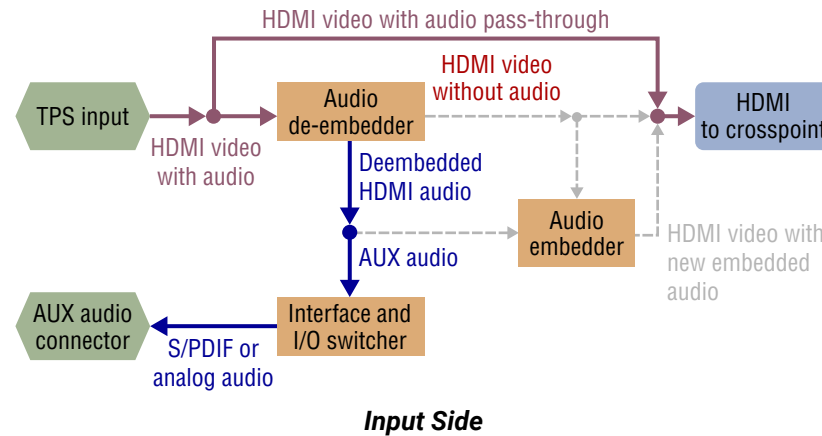 HDMI video with audio pass-through
TPS input
Audio
de-embedder
HDMI video
without audio
HDMI
to crosspoint
HDMI video
with audio
Deembedded
HDMI audio
Audio
embedder
AUX audio
HDMI video with
new embedded
audio
AUX audio
connector
Interface and
I/O switcher
S/PDIF or
analog audio
Input Side